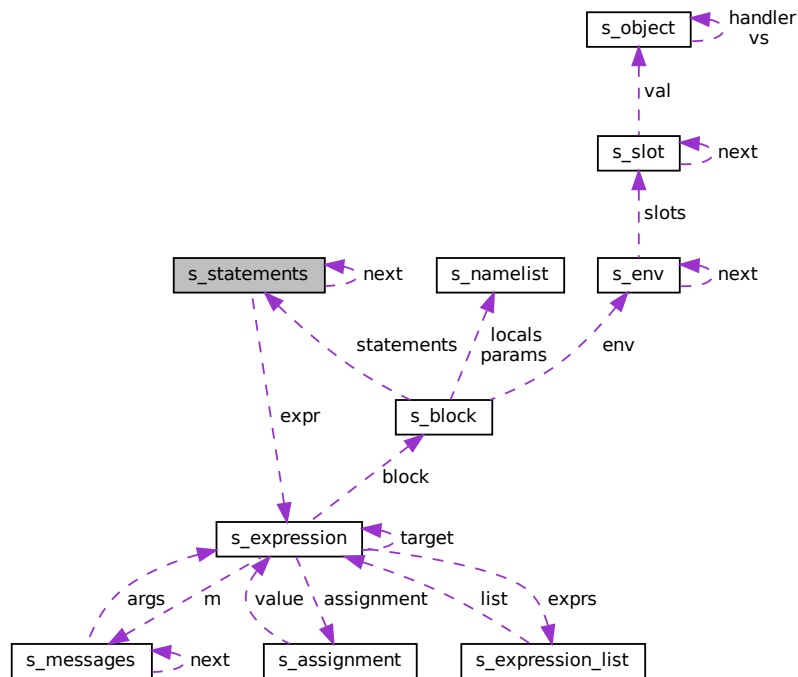 s_object
handler
vs
val
s_slot
next
slots
s_statements
next
s_namelist
s_env
next
statements
locals
params
env
expr
s_block
block
s_expression
target
args
m
value
assignment
list
exprs
s_messages
next
s_assignment
s_expression_list